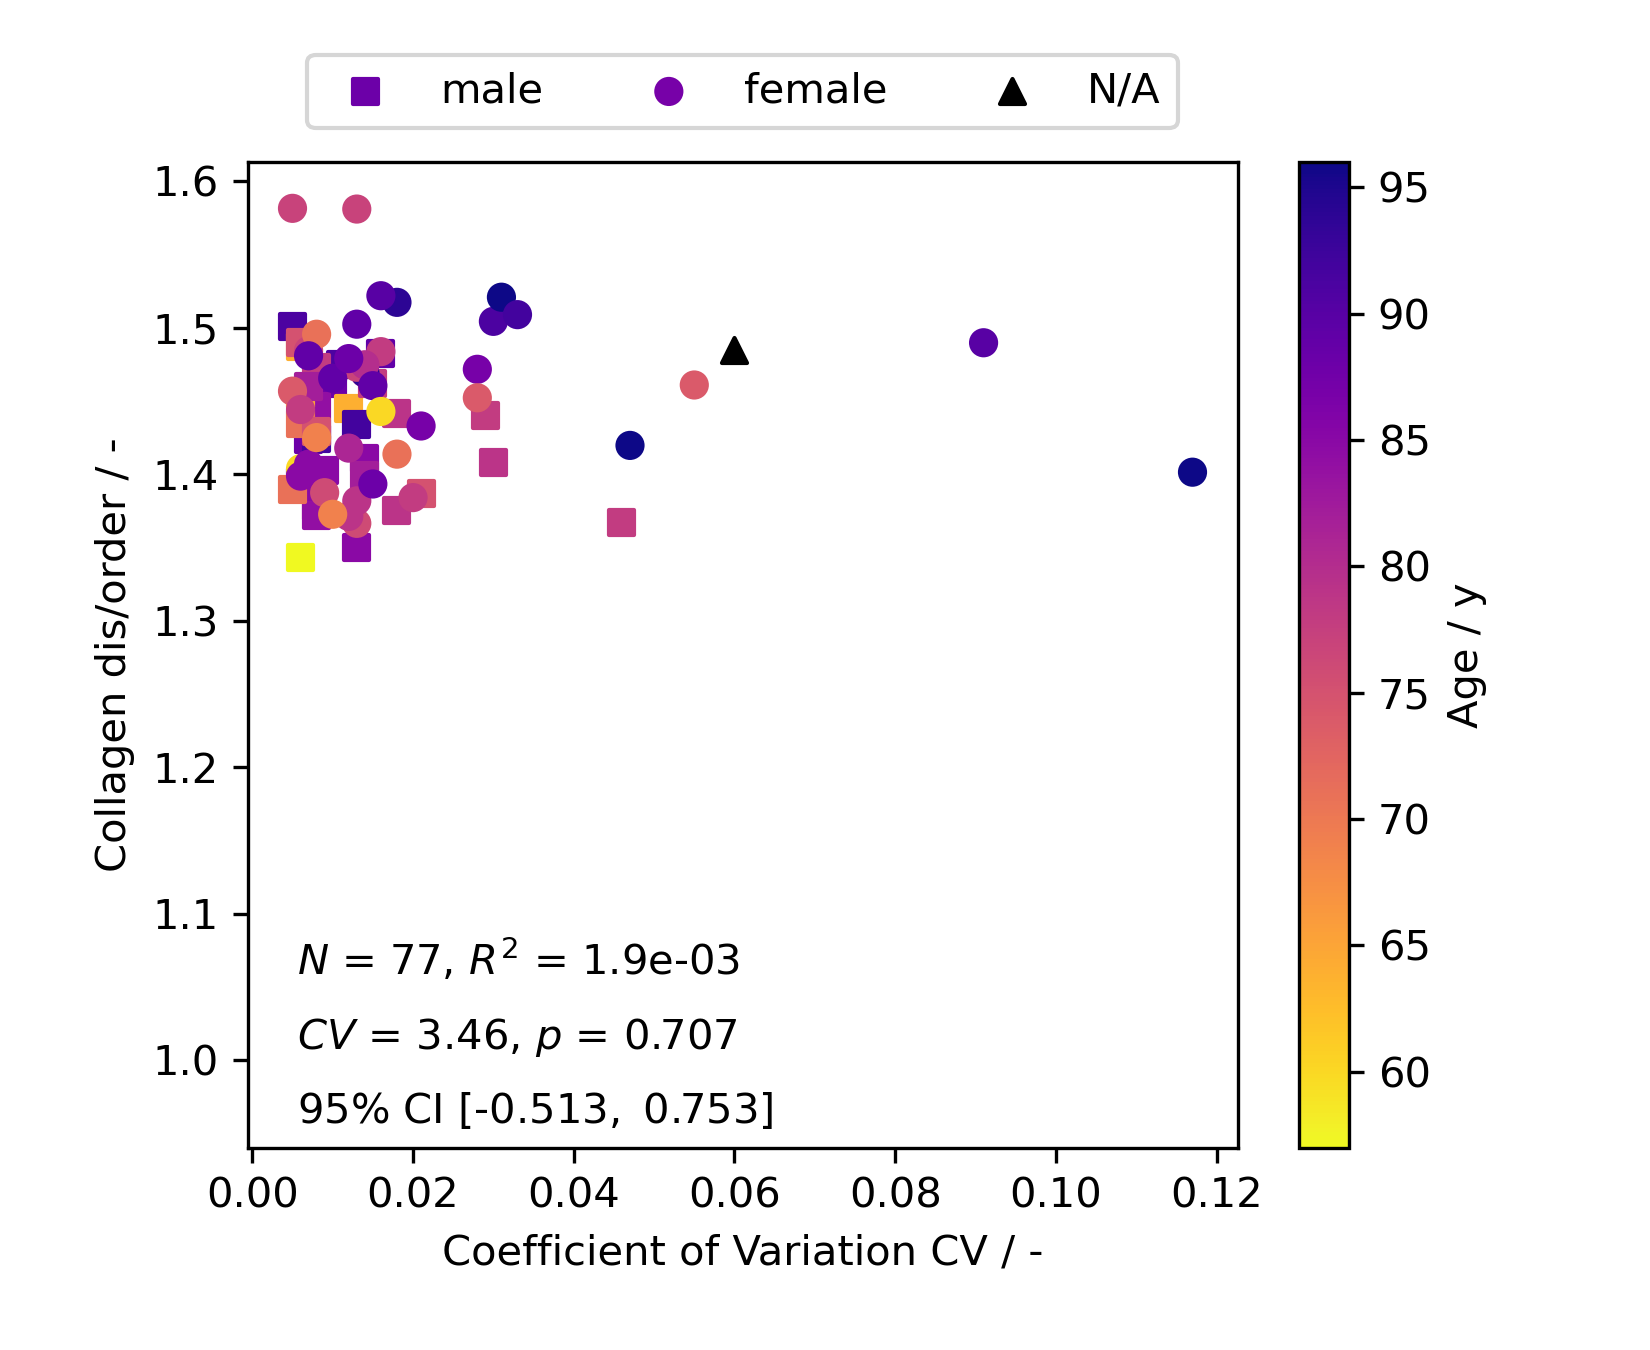 male female N/A
1.6
1.5
1.4
1.3
1.2
1.1
1.0
Collagen dis/order / -
N = 77, R² = 1.9e-03
CV = 3.46, p = 0.707
95% CI [-0.513, 0.753]
0.00 0.02 0.04 0.06 0.08 0.10 0.12
Coefficient of Variation CV / -
95
90
85
80
75
70
65
60
Age / y